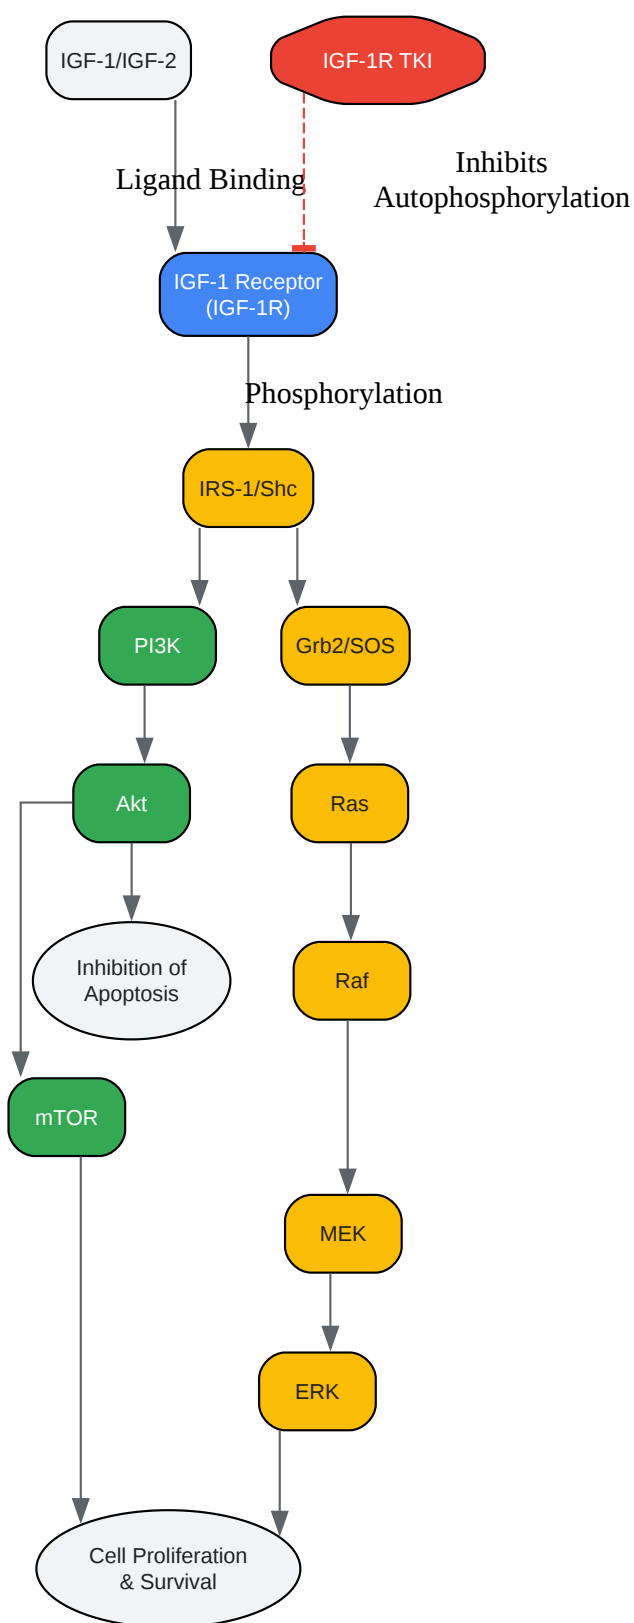 IGF-1/IGF-2
IGF-1R TKI
Ligand Binding
Inhibits
Autophosphorylation
IGF-1 Receptor
(IGF-1R)
Phosphorylation
IRS-1/Shc
PI3K
Grb2/SOS
Akt
Ras
Inhibition of
Apoptosis
Raf
mTOR
MEK
ERK
Cell Proliferation
& Survival